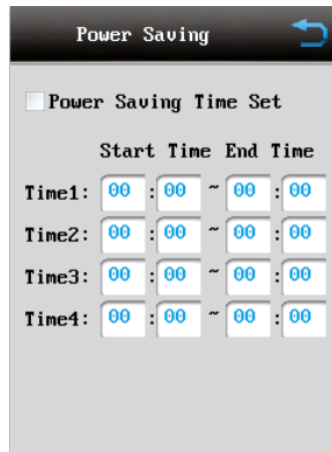 Power Saving
Power Saving Time Set
Start Time End Time
Time1: 00 : 00 ~ 00 : 00
Time2: 00 : 00 ~ 00 : 00
Time3: 00 : 00 ~ 00 : 00
Time4: 00 : 00 ~ 00 : 00